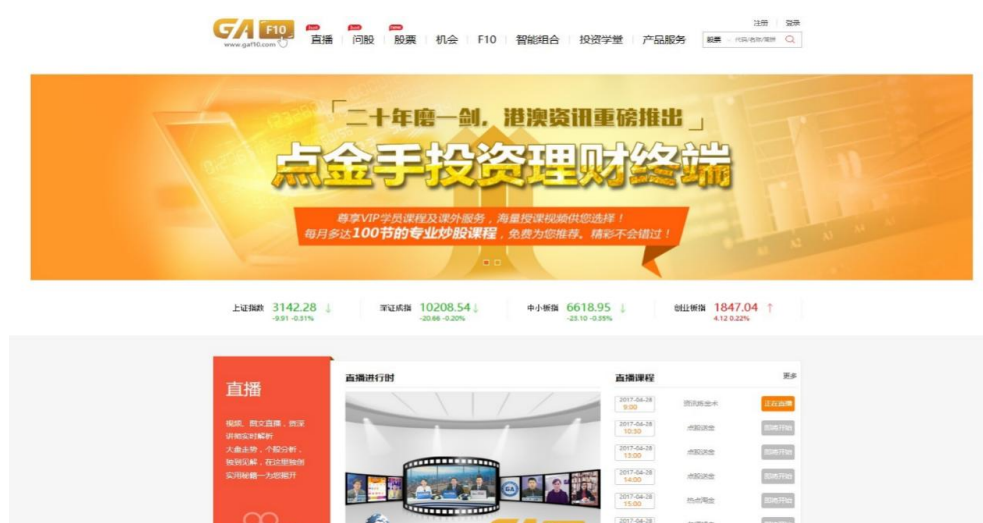 注册 登录
GA F10
www.gaf10.com
直播 问股 股票 机会 F10 智能组合 投资学堂 产品服务
股票 代码/名称/简拼
「二十年磨一剑，港澳资讯重磅推出」
点金手投资理财终端
尊享VIP学员课程及课外服务，海量授课视频供您选择！
每月多达100节的专业炒股课程，免费为您推荐。精彩不会错过！
上证指数 3142.28 ↓
-9.91 -0.31%
深证成指 10208.54 ↓
-20.66 -0.20%
中小板指 6618.95 ↓
-23.10 -0.35%
创业板指 1847.04 ↑
4.12 0.22%
直播
视频、图文直播，资深
讲师实时解析
大盘走势，个股分析，
独到见解，在这里独创
实用秘籍一为您揭开
直播进行时
GA
直播课程 更多
2017-04-28
9:00
正在直播
2017-04-28
10:30
点股送金
即将开始
2017-04-28
13:00
点股送金
即将开始
2017-04-28
14:00
点股送金
即将开始
2017-04-28
15:00
热点淘金
即将开始
2017-04-28